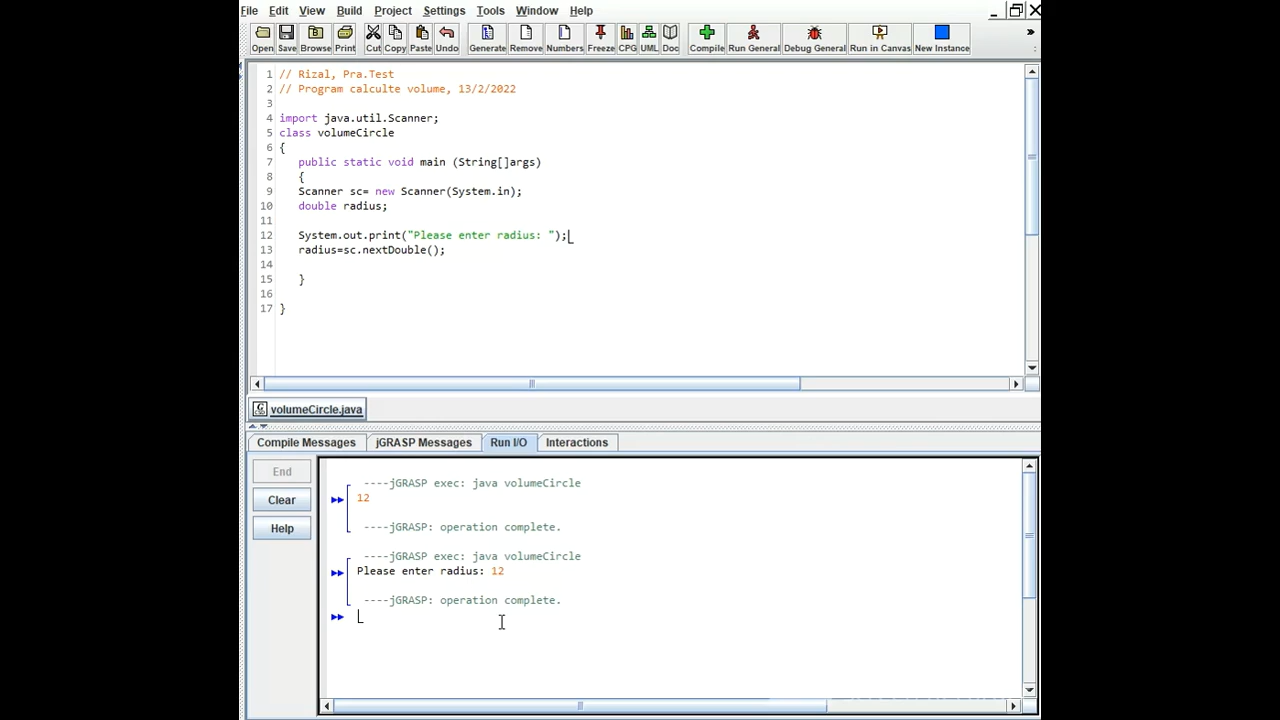 File Edit View Build Project Settings Tools Window Help
Open Save Browse Print Cut Copy Paste Undo Generate Remove Numbers Freeze CPG UML Doc Compile Run General Debug General Run in Canvas New Instance
1 // Rizal, Pra.Test
2 // Program calculte volume, 13/2/2022
3
4 import java.util.Scanner;
5 class volumeCircle
6 {
7 public static void main (String[]args)
8 {
9 Scanner sc= new Scanner(System.in);
10 double radius;
11
12 System.out.print("Please enter radius: ");
13 radius=sc.nextDouble();
14
15 }
16
17 }
volumeCircle.java
Compile Messages jGRASP Messages Run I/O Interactions
End
Clear
Help
----jGRASP exec: java volumeCircle
12
----jGRASP: operation complete.
----jGRASP exec: java volumeCircle
Please enter radius: 12
----jGRASP: operation complete.